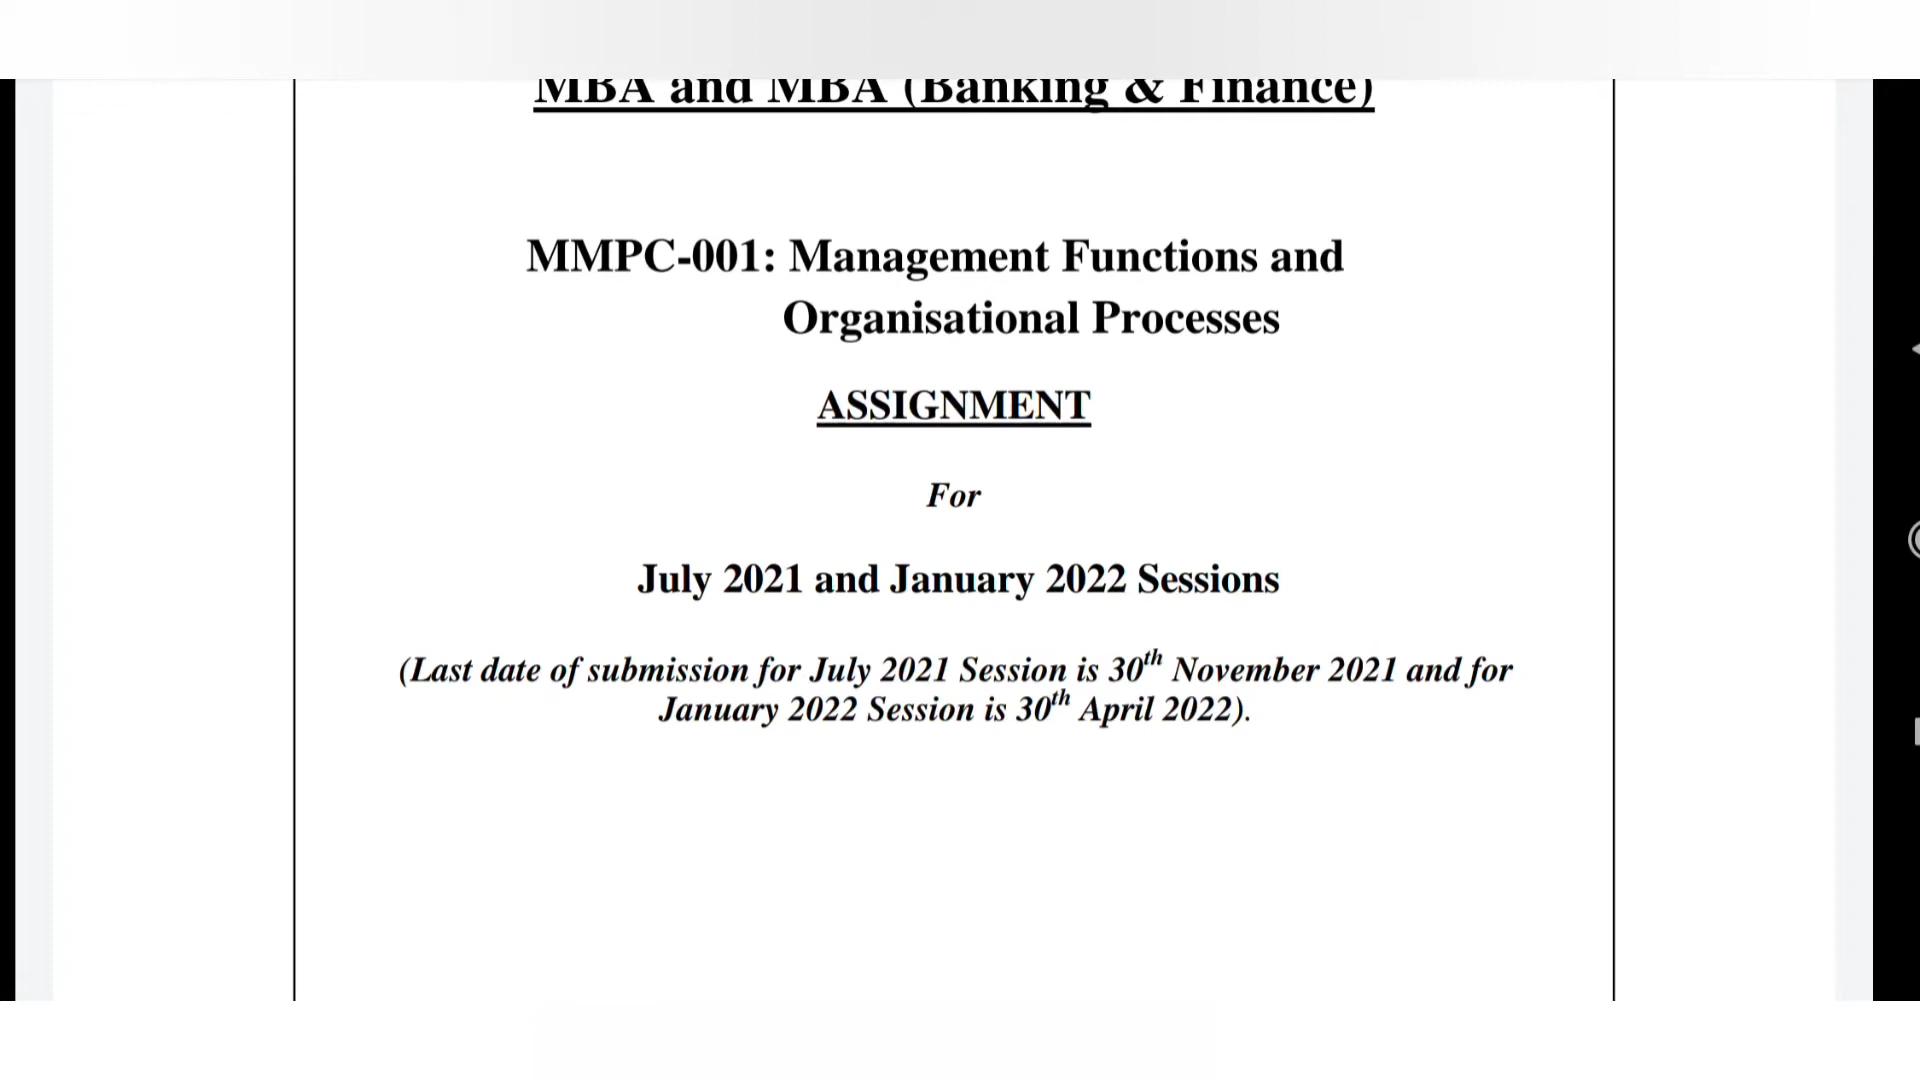 MBA and MBA (Banking & Finance)
MMPC-001: Management Functions and
Organisational Processes
ASSIGNMENT
For
July 2021 and January 2022 Sessions
(Last date of submission for July 2021 Session is 30th November 2021 and for
January 2022 Session is 30th April 2022).